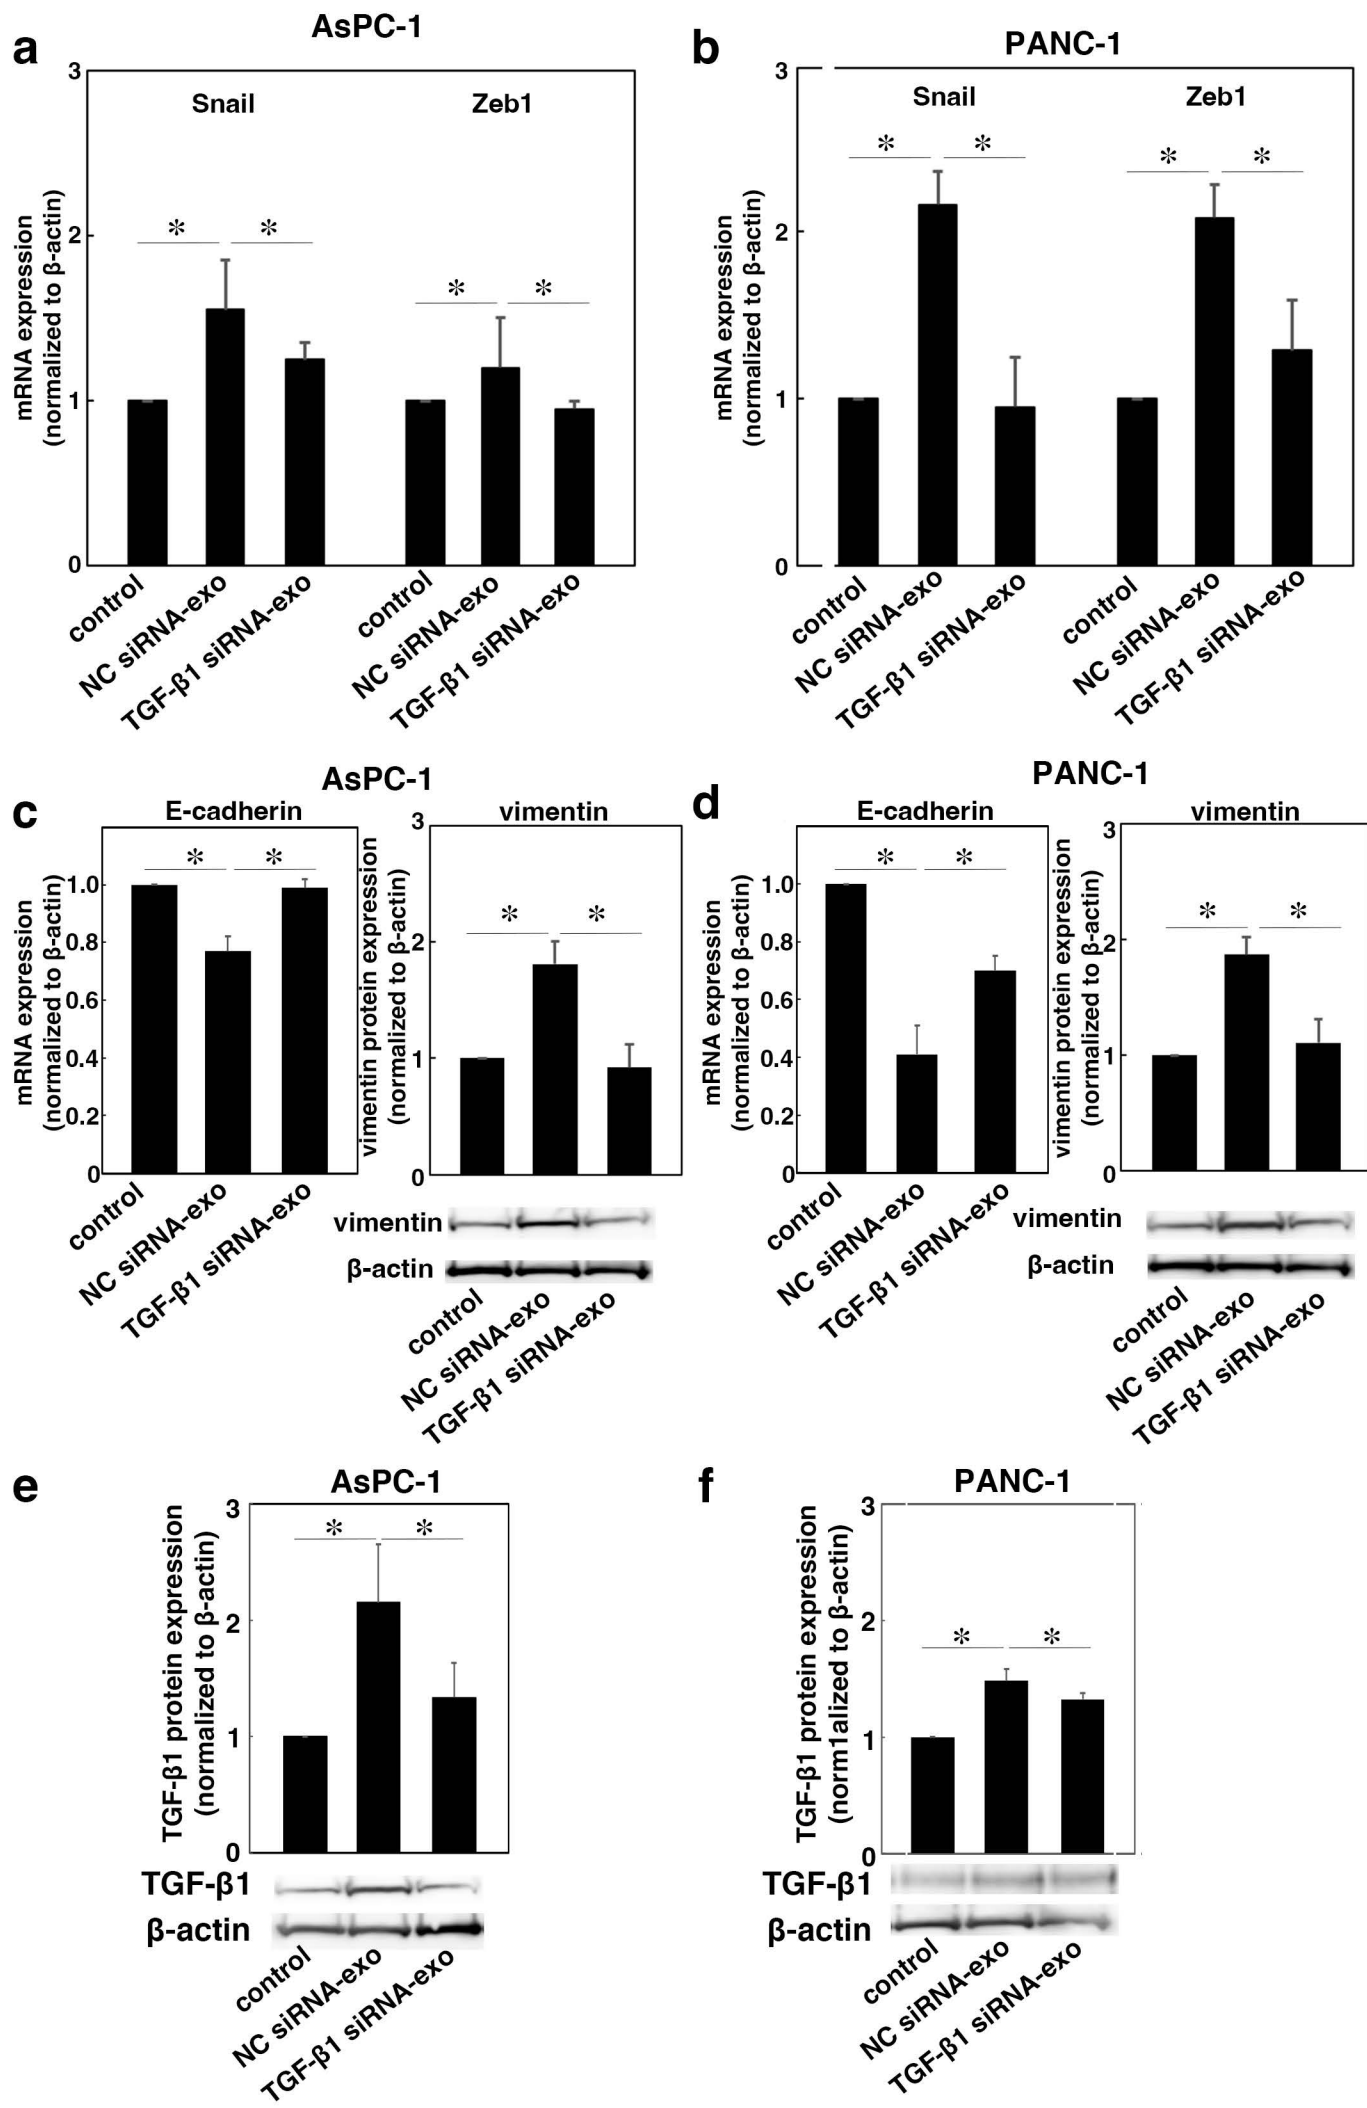 a
AsPC-1
3
2
1
0
mRNA expression
(normalized to β-actin)
Snail
Zeb1
*
*
*
*
control
NC siRNA-exo
TGF-β1 siRNA-exo
control
NC siRNA-exo
TGF-β1 siRNA-exo
b
PANC-1
3
2
1
0
mRNA expression
(normalized to β-actin)
Snail
Zeb1
*
*
*
*
control
NC siRNA-exo
TGF-β1 siRNA-exo
control
NC siRNA-exo
TGF-β1 siRNA-exo
c
AsPC-1
E-cadherin
mRNA expression
(normalized to β-actin)
1.0
0.8
0.6
0.4
0.2
0
*
*
control
NC siRNA-exo
TGF-β1 siRNA-exo
vimentin
vimentin protein expression
(normalized to β-actin)
3
2
1
0
*
*
vimentin
β-actin
control
NC siRNA-exo
TGF-β1 siRNA-exo
d
PANC-1
E-cadherin
mRNA expression
(normalized to β-actin)
1.0
0.8
0.6
0.4
0.2
0
*
*
control
NC siRNA-exo
TGF-β1 siRNA-exo
vimentin
vimentin protein expression
(normalized to β-actin)
3
2
1
0
*
*
vimentin
β-actin
control
NC siRNA-exo
TGF-β1 siRNA-exo
e
AsPC-1
TGF-β1 protein expression
(normalized to β-actin)
3
2
1
0
*
*
TGF-β1
β-actin
control
NC siRNA-exo
TGF-β1 siRNA-exo
f
PANC-1
TGF-β1 protein expression
(norm1alized to β-actin)
3
2
1
0
*
*
TGF-β1
β-actin
control
NC siRNA-exo
TGF-β1 siRNA-exo